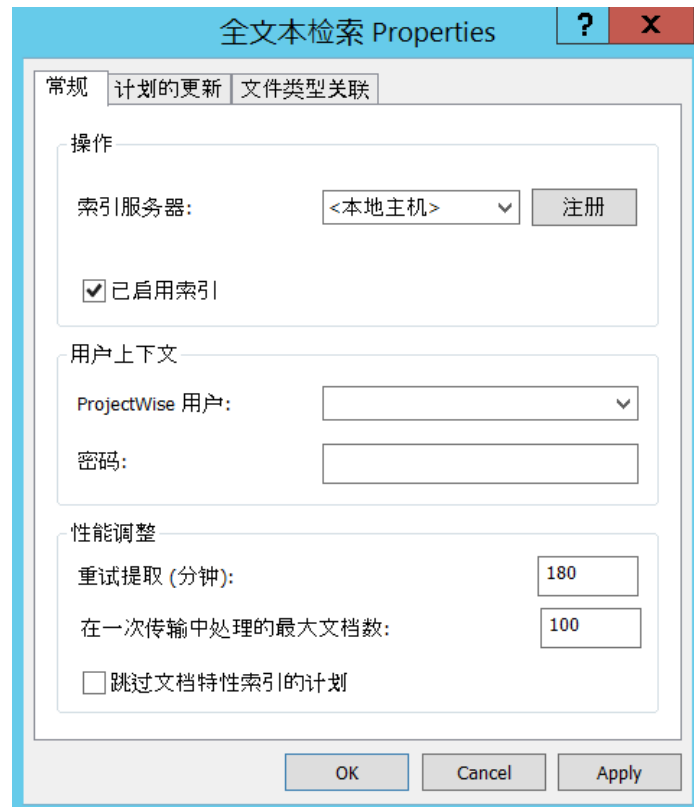 全文本检索 Properties
? X
常规 计划的更新 文件类型关联
操作
索引服务器: <本地主机> 注册
已启用索引
用户上下文
ProjectWise 用户:
密码:
性能调整
重试提取 (分钟): 180
在一次传输中处理的最大文档数: 100
跳过文档特性索引的计划
OK Cancel Apply